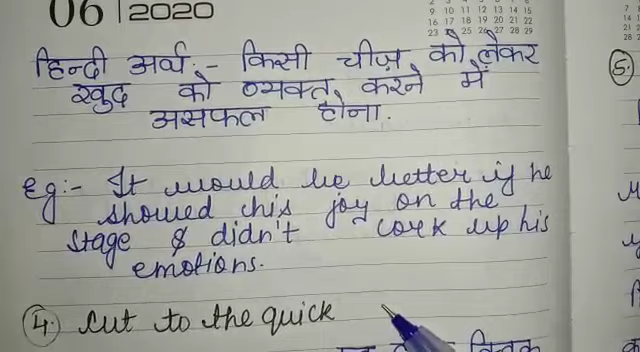 06 | 2020
9 10 11 12 13 14 15
16 17 18 19 20 21 22
23 24 25 26 27 28 29
हिन्दी अर्थ :- किसी चीज़ को लेकर
खुद को व्यक्त करने में
असफल होना.
Eg:- It would be better if he
showed his joy on the
stage & didn't cork up his
emotions.
4. Cut to the quick
5.